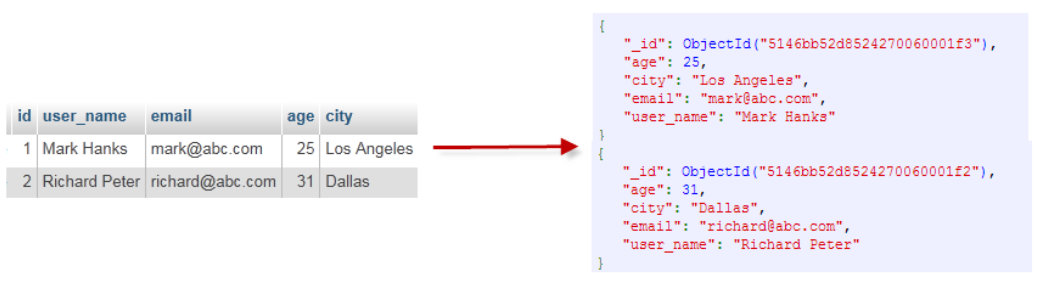 id user_name email age city
1 Mark Hanks mark@abc.com 25 Los Angeles
2 Richard Peter richard@abc.com 31 Dallas
{
"_id": ObjectId("5146bb52d8524270060001f3"),
"age": 25,
"city": "Los Angeles",
"email": "mark@abc.com",
"user_name": "Mark Hanks"
}
{
"_id": ObjectId("5146bb52d8524270060001f2"),
"age": 31,
"city": "Dallas",
"email": "richard@abc.com",
"user_name": "Richard Peter"
}